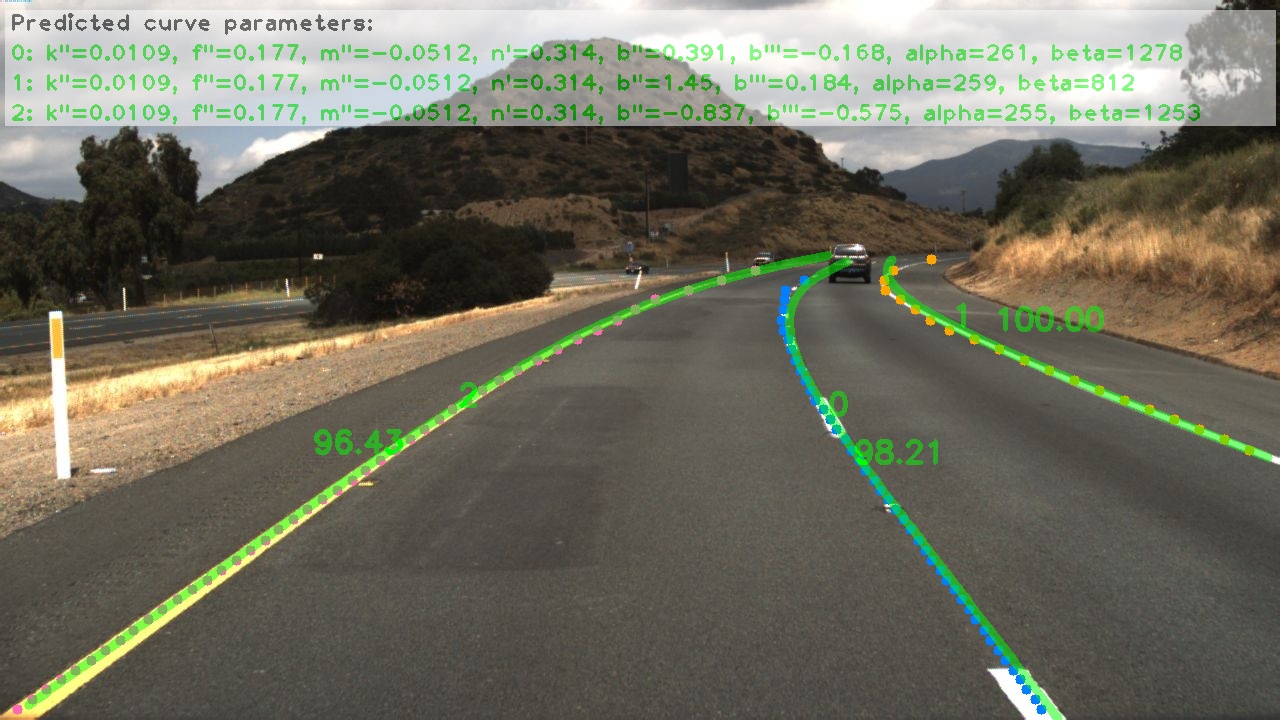 Predicted curve parameters:
0: k''=0.0109, f''=0.177, m''=-0.0512, n'=0.314, b''=0.391, b'''=-0.168, alpha=261, beta=1278
1: k''=0.0109, f''=0.177, m''=-0.0512, n'=0.314, b''=1.45, b'''=0.184, alpha=259, beta=812
2: k''=0.0109, f''=0.177, m''=-0.0512, n'=0.314, b''=-0.837, b'''=-0.575, alpha=255, beta=1253
1 100.00
2
0
96.43
98.21